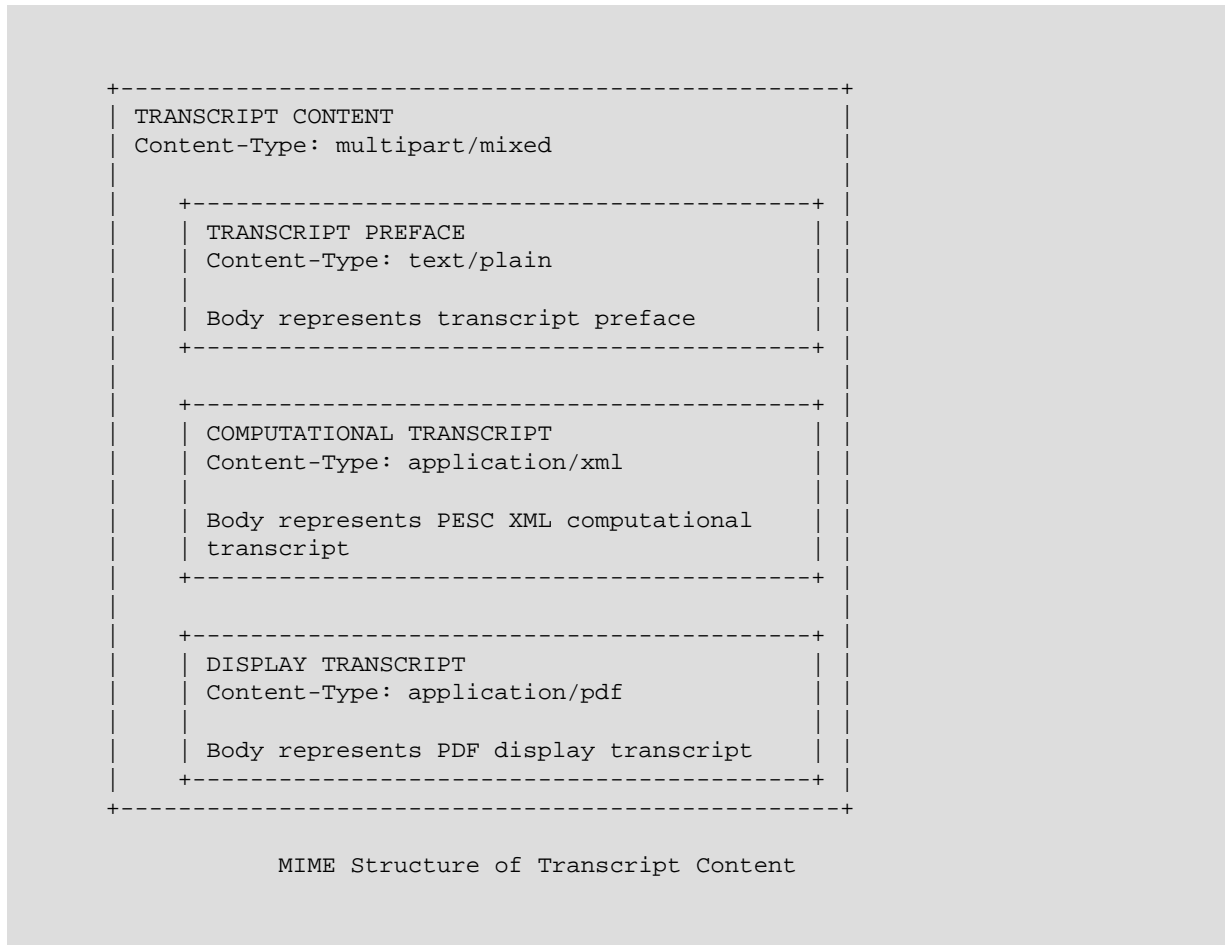 TRANSCRIPT CONTENT
Content-Type: multipart/mixed
TRANSCRIPT PREFACE
Content-Type: text/plain
Body represents transcript preface
COMPUTATIONAL TRANSCRIPT
Content-Type: application/xml
Body represents PESC XML computational
transcript
DISPLAY TRANSCRIPT
Content-Type: application/pdf
Body represents PDF display transcript
MIME Structure of Transcript Content